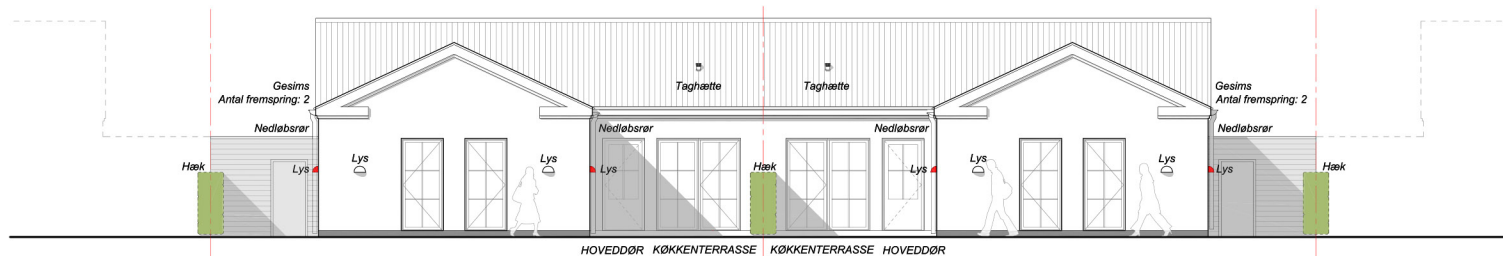 Gesims
Antal fremspring: 2
Taghætte
Taghætte
Gesims
Antal fremspring: 2
Nedløbsrør
Nedløbsrør
Nedløbsrør
Nedløbsrør
Hæk
Lys
Lys
Lys
Lys
Hæk
Lys
Lys
Lys
Lys
Hæk
HOVEDDØR
KØKKENTERRASSE
KØKKENTERRASSE
HOVEDDØR